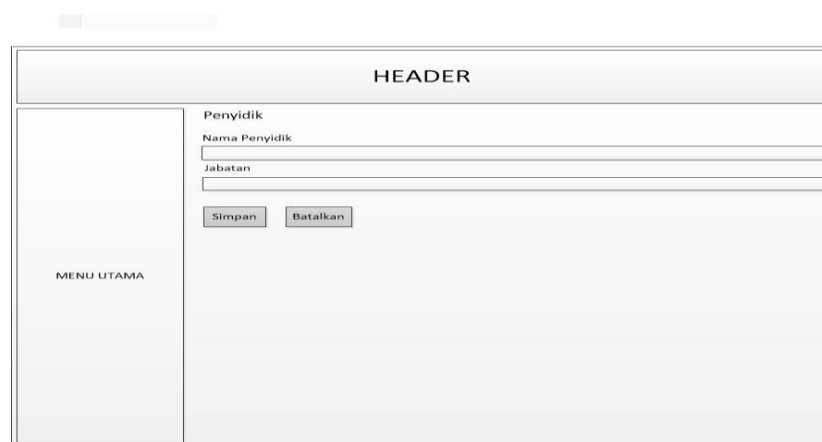 HEADER
Penyidik
Nama Penyidik
Jabatan
Simpan Batalkan
MENU UTAMA